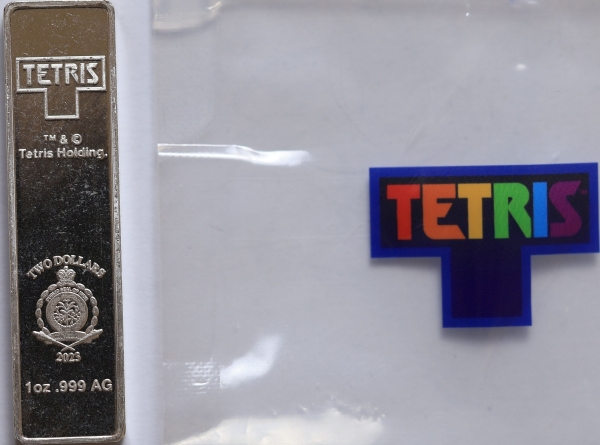 TETRIS
™ & ©
Tetris Holding.
TWO DOLLARS
2023
1oz .999 AG
TETRIS